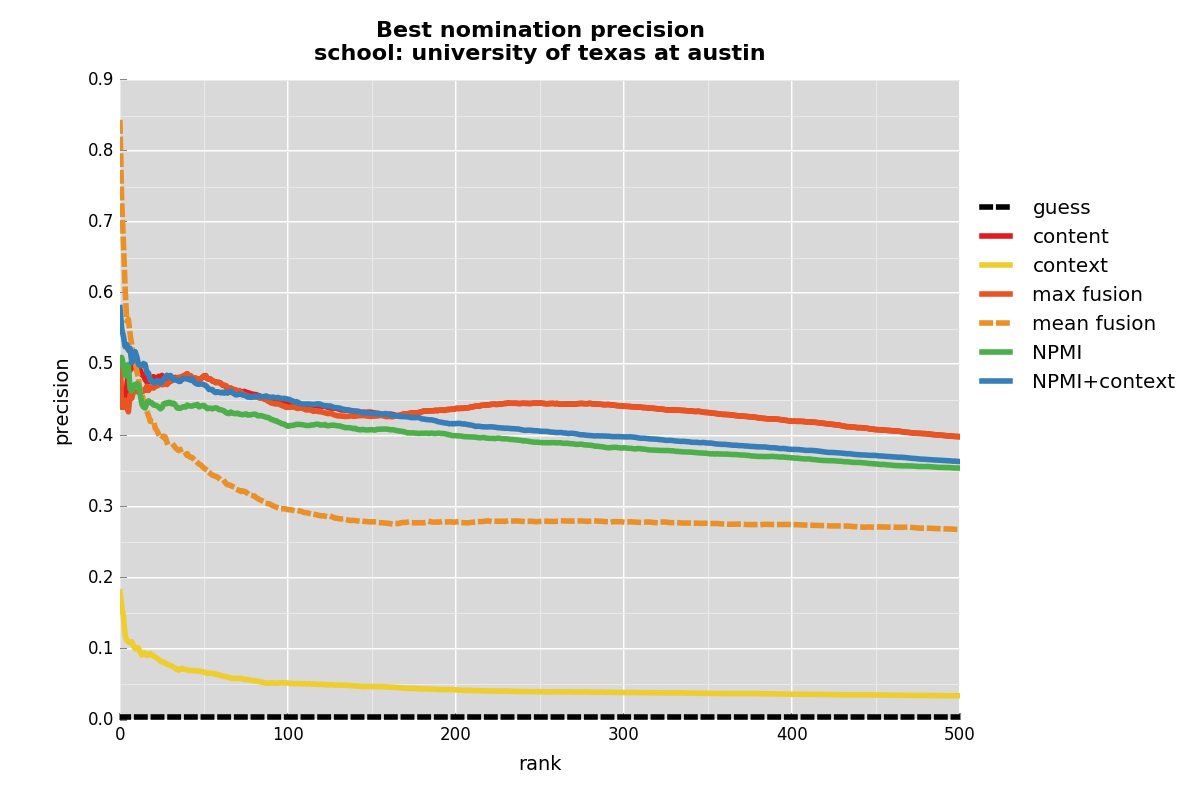 Best nomination precision
school: university of texas at austin
0.9
0.8
0.7
0.6
0.5
0.4
0.3
0.2
0.1
0.0
precision
0 100 200 300 400 500
rank
guess
content
context
max fusion
mean fusion
NPMI
NPMI+context